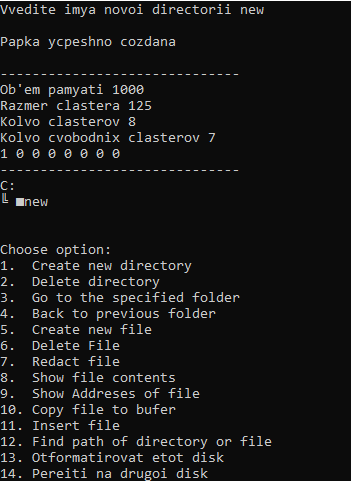 Vvedite imya novoi directorii new
Papka ycpeshno cozdana
------------------------------
Ob'em pamyati 1000
Razmer clastera 125
Kolvo clasterov 8
Kolvo cvobodnix clasterov 7
1 0 0 0 0 0 0 0
------------------------------
C:
╚ ■new
Choose option:
1.  Create new directory
2.  Delete directory
3.  Go to the specified folder
4.  Back to previous folder
5.  Create new file
6.  Delete File
7.  Redact file
8.  Show file contents
9.  Show Addreses of file
10. Copy file to bufer
11. Insert file
12. Find path of directory or file
13. Otformatirovat etot disk
14. Pereiti na drugoi disk